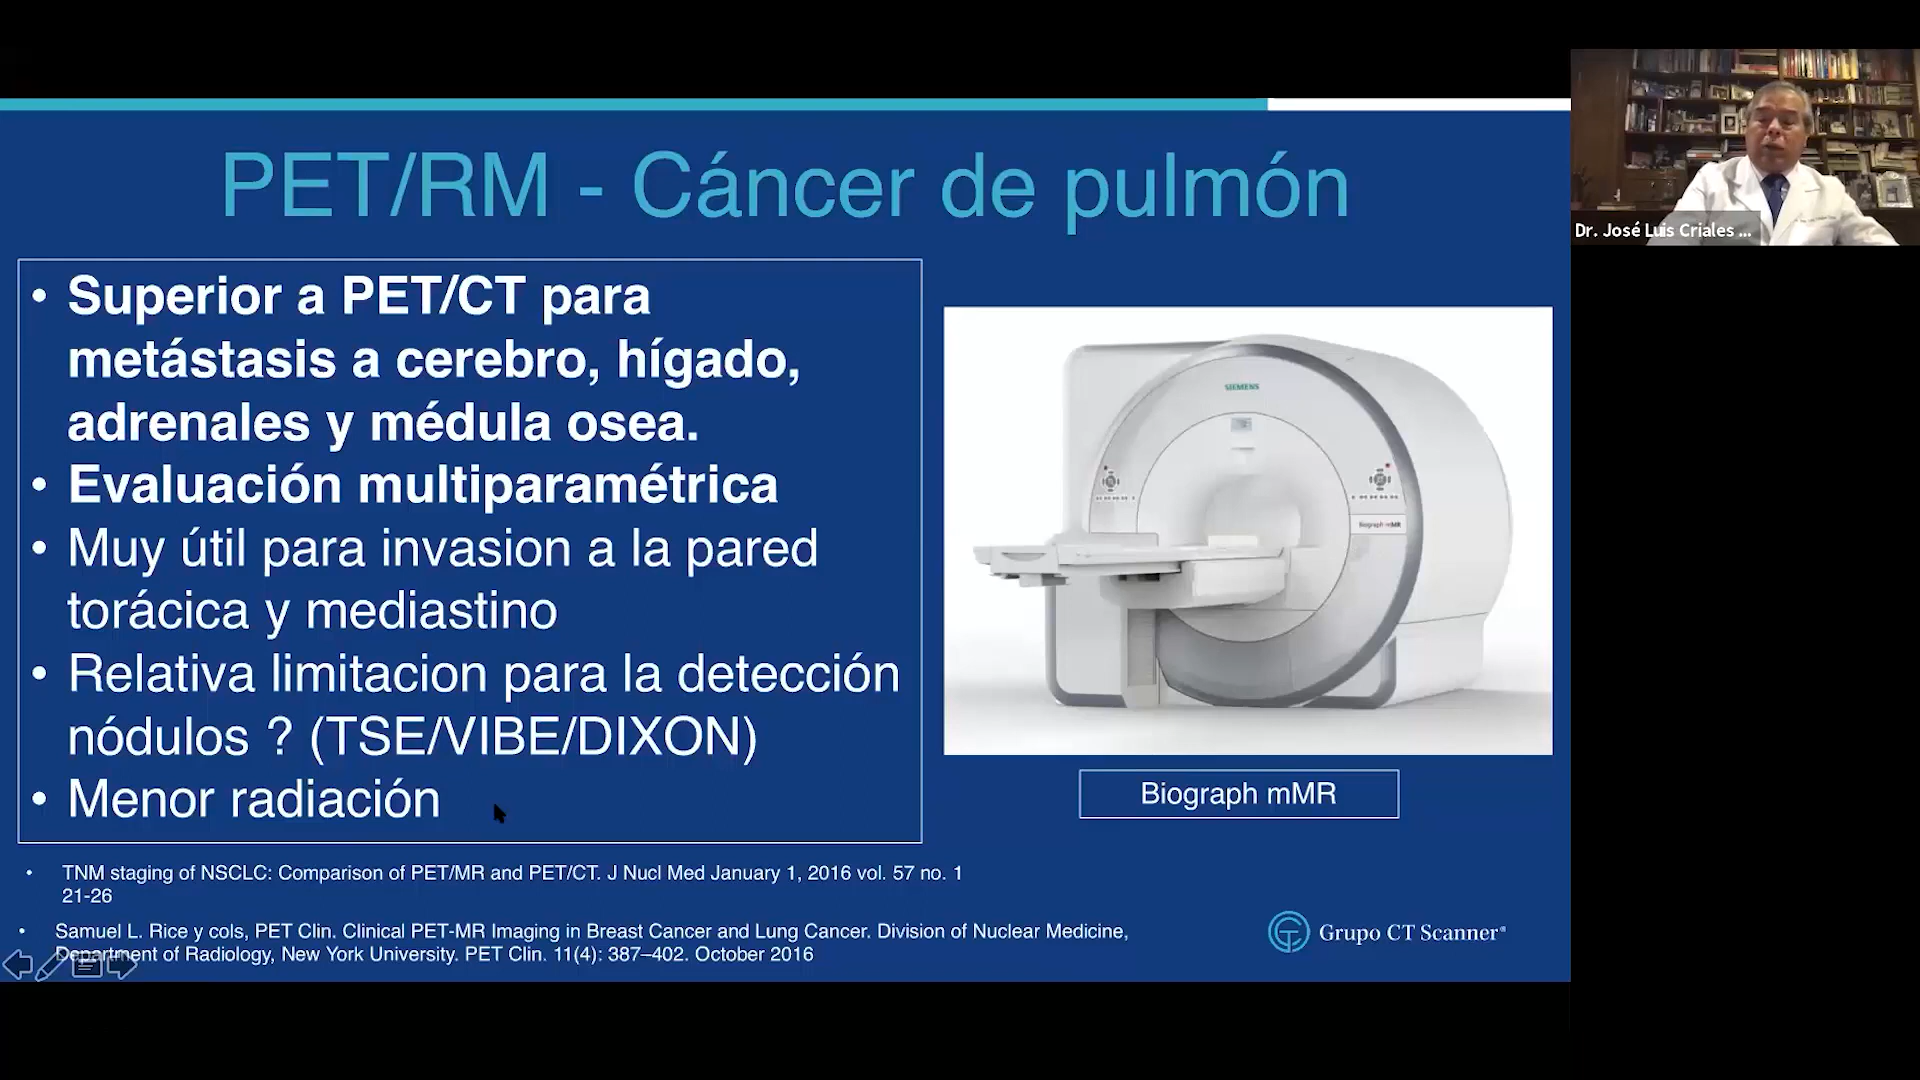 PET/RM - Cáncer de pulmón
• Superior a PET/CT para
metástasis a cerebro, hígado,
adrenales y médula osea.
• Evaluación multiparamétrica
• Muy útil para invasion a la pared
torácica y mediastino
• Relativa limitacion para la detección
nódulos ? (TSE/VIBE/DIXON)
• Menor radiación
SIEMENS
Biograph mMR
Biograph mMR
• TNM staging of NSCLC: Comparison of PET/MR and PET/CT. J Nucl Med January 1, 2016 vol. 57 no. 1
21-26
• Samuel L. Rice y cols, PET Clin. Clinical PET-MR Imaging in Breast Cancer and Lung Cancer. Division of Nuclear Medicine,
Department of Radiology, New York University. PET Clin. 11(4): 387–402. October 2016
Grupo CT Scanner
Dr. José Luis Criales ...